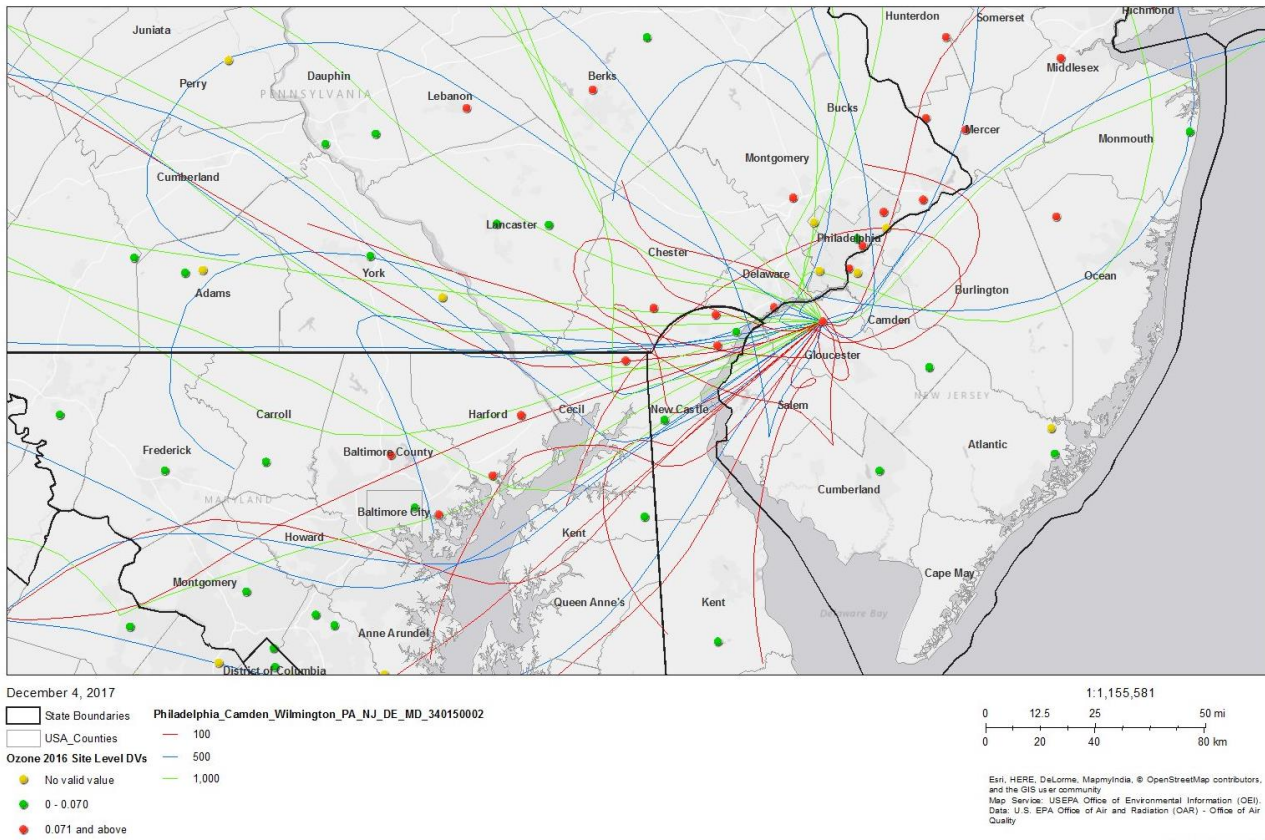 Hunterdon
Somerset
Richmond
Juniata
Middlesex
Perry
Dauphin
PENNSYLVANIA
Lebanon
Berks
Bucks
Mercer
Monmouth
Montgomery
Cumberland
Lancaster
Philadelphia
Chester
York
Delaware
Ocean
Adams
Burlington
Camden
Gloucester
NEW JERSEY
Carroll
Harford
Cecil
New Castle
Salem
Frederick
Baltimore County
Atlantic
MARYLAND
Cumberland
Baltimore City
Howard
Kent
Montgomery
Cape May
Queen Anne's
Kent
Delaware Bay
Anne Arundel
District of Columbia
December 4, 2017
1:1,155,581
State Boundaries
Philadelphia_Camden_Wilmington_PA_NJ_DE_MD_340150002
0 12.5 25 50 mi
USA_Counties
100
0 20 40 80 km
Ozone 2016 Site Level DVs
500
No valid value
1,000
0 - 0.070
0.071 and above
Esri, HERE, DeLorme, MapmyIndia, © OpenStreetMap contributors,
and the GIS user community
Map Service: USEPA Office of Environmental Information (OEI).
Data: U.S. EPA Office of Air and Radiation (OAR) - Office of Air
Quality